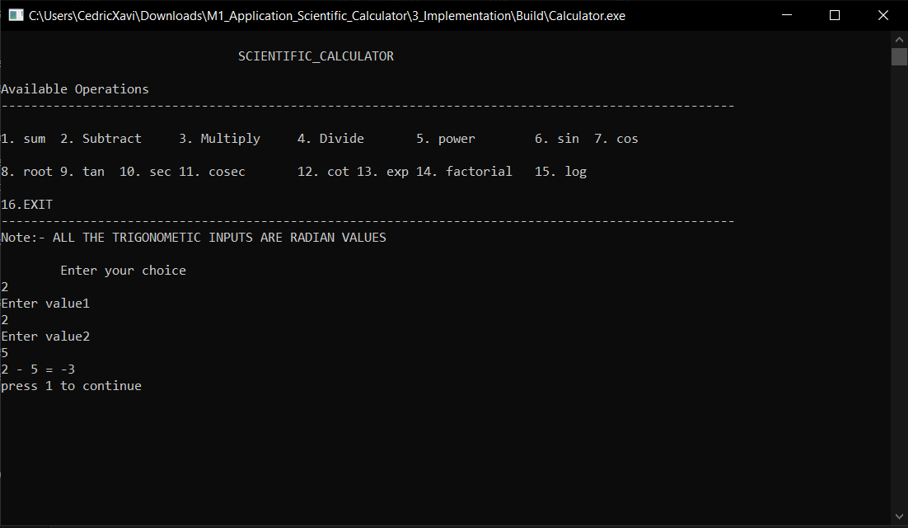 C:\Users\CedricXavi\Downloads\M1_Application_Scientific_Calculator\3_Implementation\Build\Calculator.exe
SCIENTIFIC_CALCULATOR
Available Operations
---------------------------------------------------------------------------------------------------
1. sum 2. Subtract 3. Multiply 4. Divide 5. power 6. sin 7. cos
8. root 9. tan 10. sec 11. cosec 12. cot 13. exp 14. factorial 15. log
16.EXIT
---------------------------------------------------------------------------------------------------
Note:- ALL THE TRIGONOMETIC INPUTS ARE RADIAN VALUES
Enter your choice
2
Enter value1
2
Enter value2
5
2 - 5 = -3
press 1 to continue